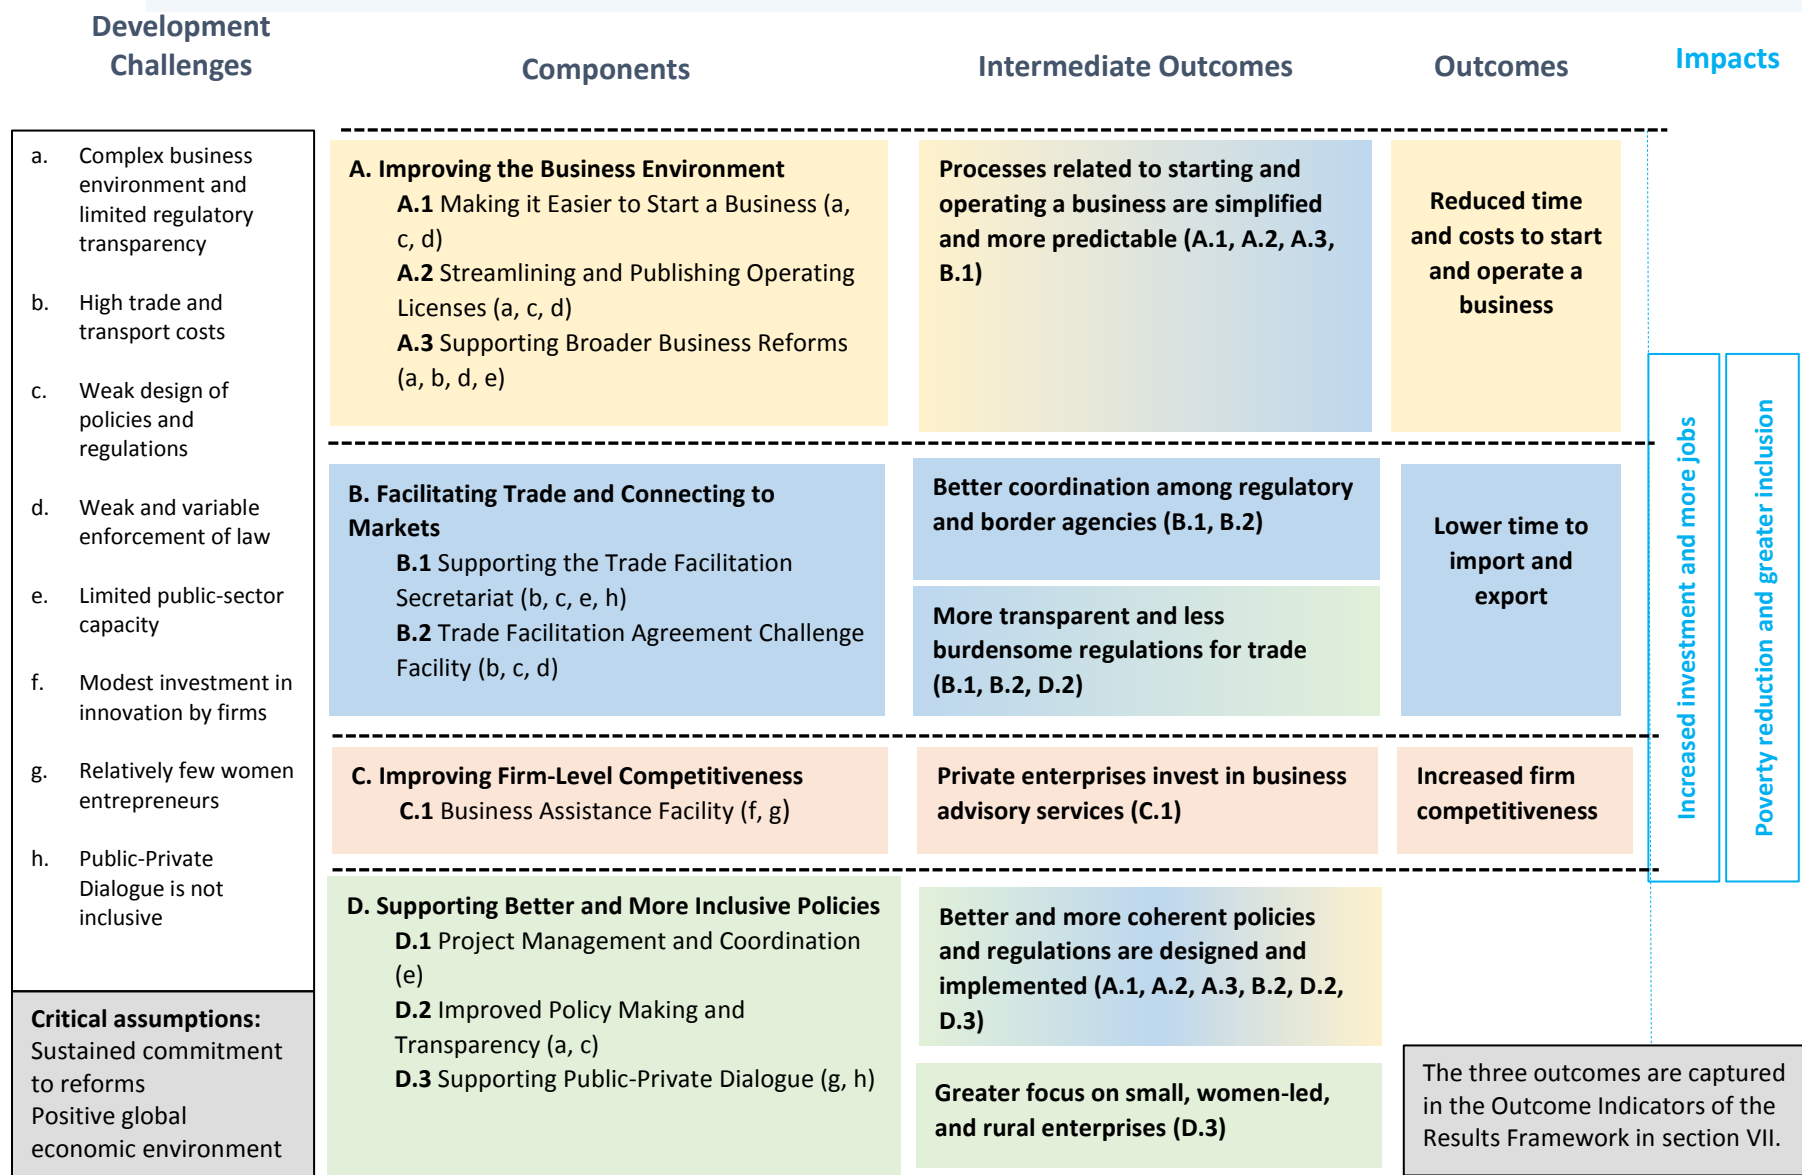 Development
Challenges
Components
Intermediate Outcomes
Outcomes
Impacts
a. Complex business
environment and
limited regulatory
transparency
b. High trade and
transport costs
c. Weak design of
policies and
regulations
d. Weak and variable
enforcement of law
e. Limited public-sector
capacity
f. Modest investment in
innovation by firms
g. Relatively few women
entrepreneurs
h. Public-Private
Dialogue is not
inclusive
Critical assumptions:
Sustained commitment
to reforms
Positive global
economic environment
A. Improving the Business Environment
A.1 Making it Easier to Start a Business (a,
c, d)
A.2 Streamlining and Publishing Operating
Licenses (a, c, d)
A.3 Supporting Broader Business Reforms
(a, b, d, e)
Processes related to starting and
operating a business are simplified
and more predictable (A.1, A.2, A.3,
B.1)
Reduced time
and costs to start
and operate a
business
B. Facilitating Trade and Connecting to
Markets
B.1 Supporting the Trade Facilitation
Secretariat (b, c, e, h)
B.2 Trade Facilitation Agreement Challenge
Facility (b, c, d)
Better coordination among regulatory
and border agencies (B.1, B.2)
More transparent and less
burdensome regulations for trade
(B.1, B.2, D.2)
Lower time to
import and
export
C. Improving Firm-Level Competitiveness
C.1 Business Assistance Facility (f, g)
Private enterprises invest in business
advisory services (C.1)
Increased firm
competitiveness
D. Supporting Better and More Inclusive Policies
D.1 Project Management and Coordination
(e)
D.2 Improved Policy Making and
Transparency (a, c)
D.3 Supporting Public-Private Dialogue (g, h)
Better and more coherent policies
and regulations are designed and
implemented (A.1, A.2, A.3, B.2, D.2,
D.3)
Greater focus on small, women-led,
and rural enterprises (D.3)
Increased investment and more jobs
Poverty reduction and greater inclusion
The three outcomes are captured
in the Outcome Indicators of the
Results Framework in section VII.